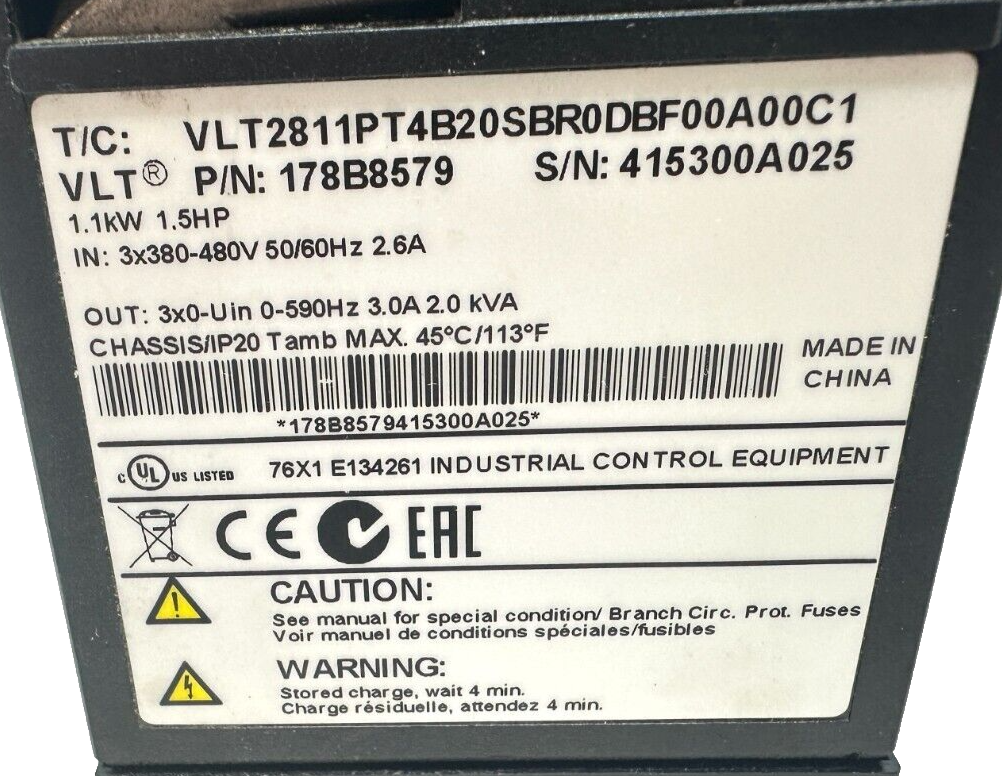 T/C: VLT2811PT4B20SBR0DBF00A00C1
VLT® P/N: 178B8579 S/N: 415300A025
1.1kW 1.5HP
IN: 3x380-480V 50/60Hz 2.6A
OUT: 3x0-Uin 0-590Hz 3.0A 2.0 kVA
CHASSIS/IP20 Tamb MAX. 45°C/113°F
MADE IN
CHINA
*178B8579415300A025*
C UL US LISTED 76X1 E134261 INDUSTRIAL CONTROL EQUIPMENT
CE EAC
CAUTION:
See manual for special condition/ Branch Circ. Prot. Fuses
Voir manuel de conditions spéciales/fusibles
WARNING:
Stored charge, wait 4 min.
Charge résiduelle, attendez 4 min.